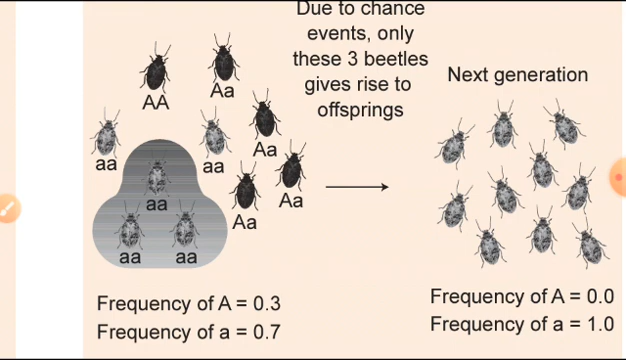 Due to chance
events, only
these 3 beetles
gives rise to
offsprings
Next generation
AA
Aa
aa
aa
Aa
Aa
Aa
aa
aa
aa
Frequency of A = 0.3
Frequency of a = 0.7
Frequency of A = 0.0
Frequency of a = 1.0